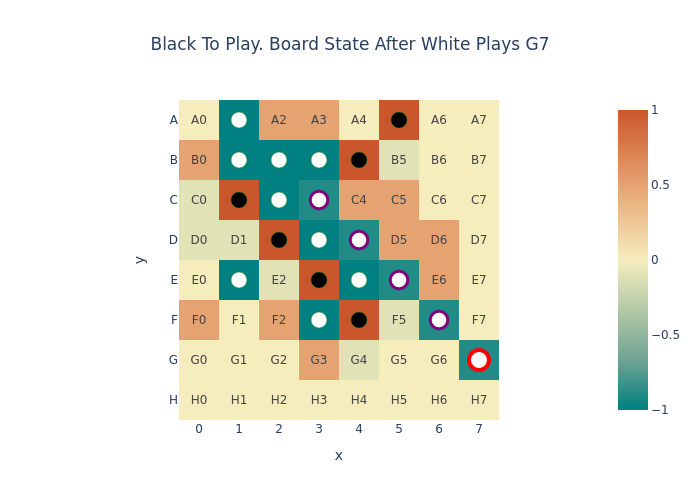 Black To Play. Board State After White Plays G7
A A0 A2 A3 A4 A6 A7
B B0 B5 B6 B7
C C0 C4 C5 C6 C7
D D0 D1 D5 D6 D7
E E0 E2 E6 E7
F F0 F1 F2 F5 F7
G G0 G1 G2 G3 G4 G5 G6
H H0 H1 H2 H3 H4 H5 H6 H7
0 1 2 3 4 5 6 7
x
y
1
0.5
0
−0.5
−1